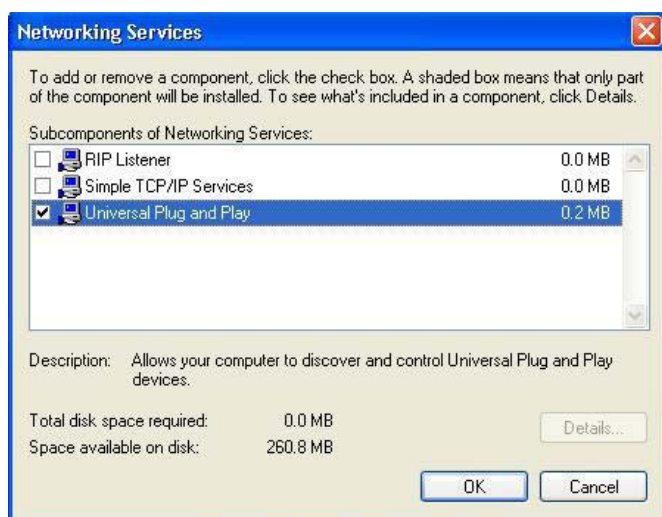 Networking Services
To add or remove a component, click the check box. A shaded box means that only part
of the component will be installed. To see what's included in a component, click Details.
Subcomponents of Networking Services:
RIP Listener 0.0 MB
Simple TCP/IP Services 0.0 MB
Universal Plug and Play 0.2 MB
Description: Allows your computer to discover and control Universal Plug and Play
devices.
Total disk space required: 0.0 MB
Details...
Space available on disk: 260.8 MB
OK Cancel